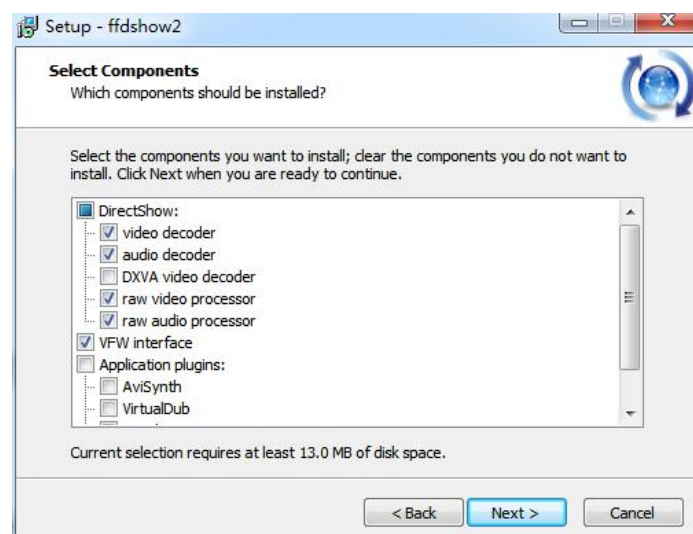 Setup - ffdshow2
Select Components
Which components should be installed?
Select the components you want to install; clear the components you do not want to
install. Click Next when you are ready to continue.
DirectShow:
video decoder
audio decoder
DXVA video decoder
raw video processor
raw audio processor
VFW interface
Application plugins:
AviSynth
VirtualDub
Current selection requires at least 13.0 MB of disk space.
< Back
Next >
Cancel